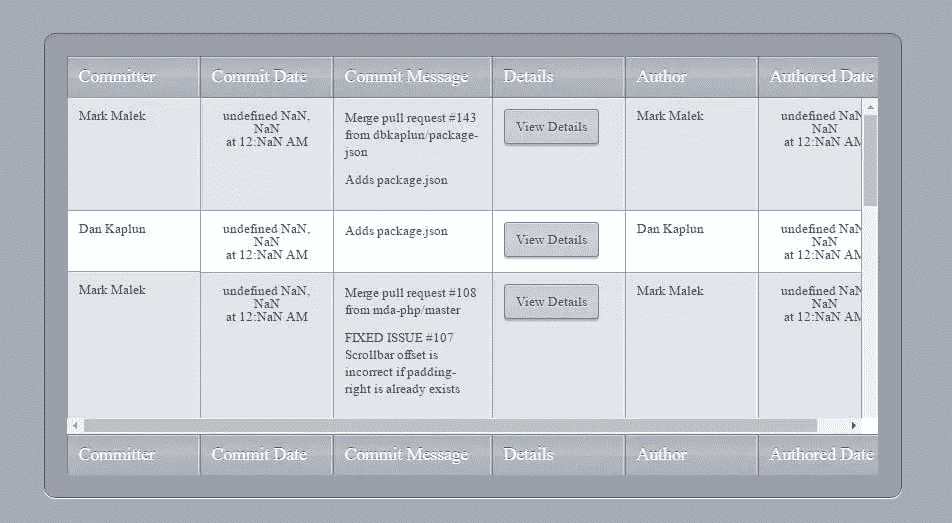 Committer Commit Date Commit Message Details Author Authored Date
Mark Malek
undefined NaN,
NaN
at 12:NaN AM
Merge pull request #143
from dbkaplun/package-
json
Adds package.json
View Details
Mark Malek
undefined NaN
NaN
at 12:NaN AM
Dan Kaplun
undefined NaN,
NaN
at 12:NaN AM
Adds package.json
View Details
Dan Kaplun
undefined NaN
NaN
at 12:NaN AM
Mark Malek
undefined NaN,
NaN
at 12:NaN AM
Merge pull request #108
from mda-php/master
FIXED ISSUE #107
Scrollbar offset is
incorrect if padding-
right is already exists
View Details
Mark Malek
undefined NaN
NaN
at 12:NaN AM
Committer Commit Date Commit Message Details Author Authored Date